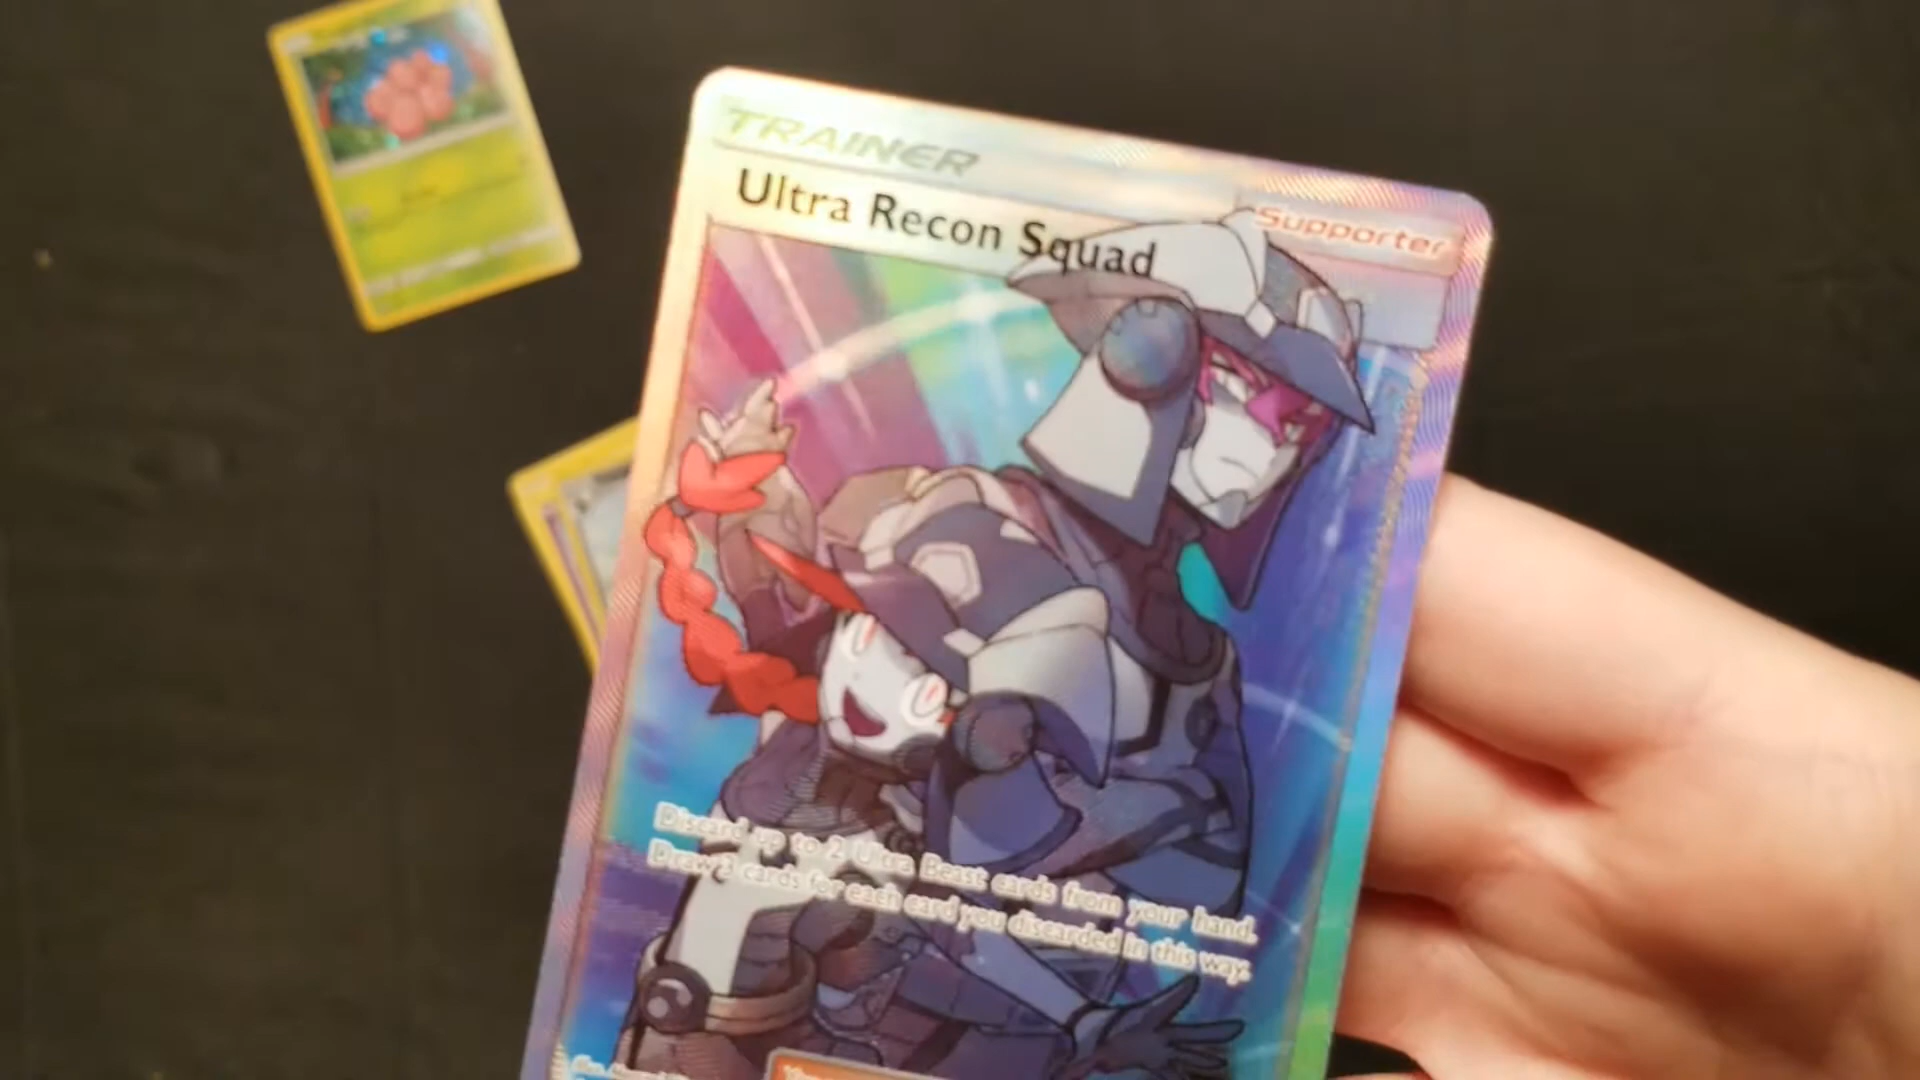 TRAINER
Ultra Recon Squad
Supporter
Discard up to 2 Ultra Beast cards from your hand.
Draw 3 cards for each card you discarded in this way.